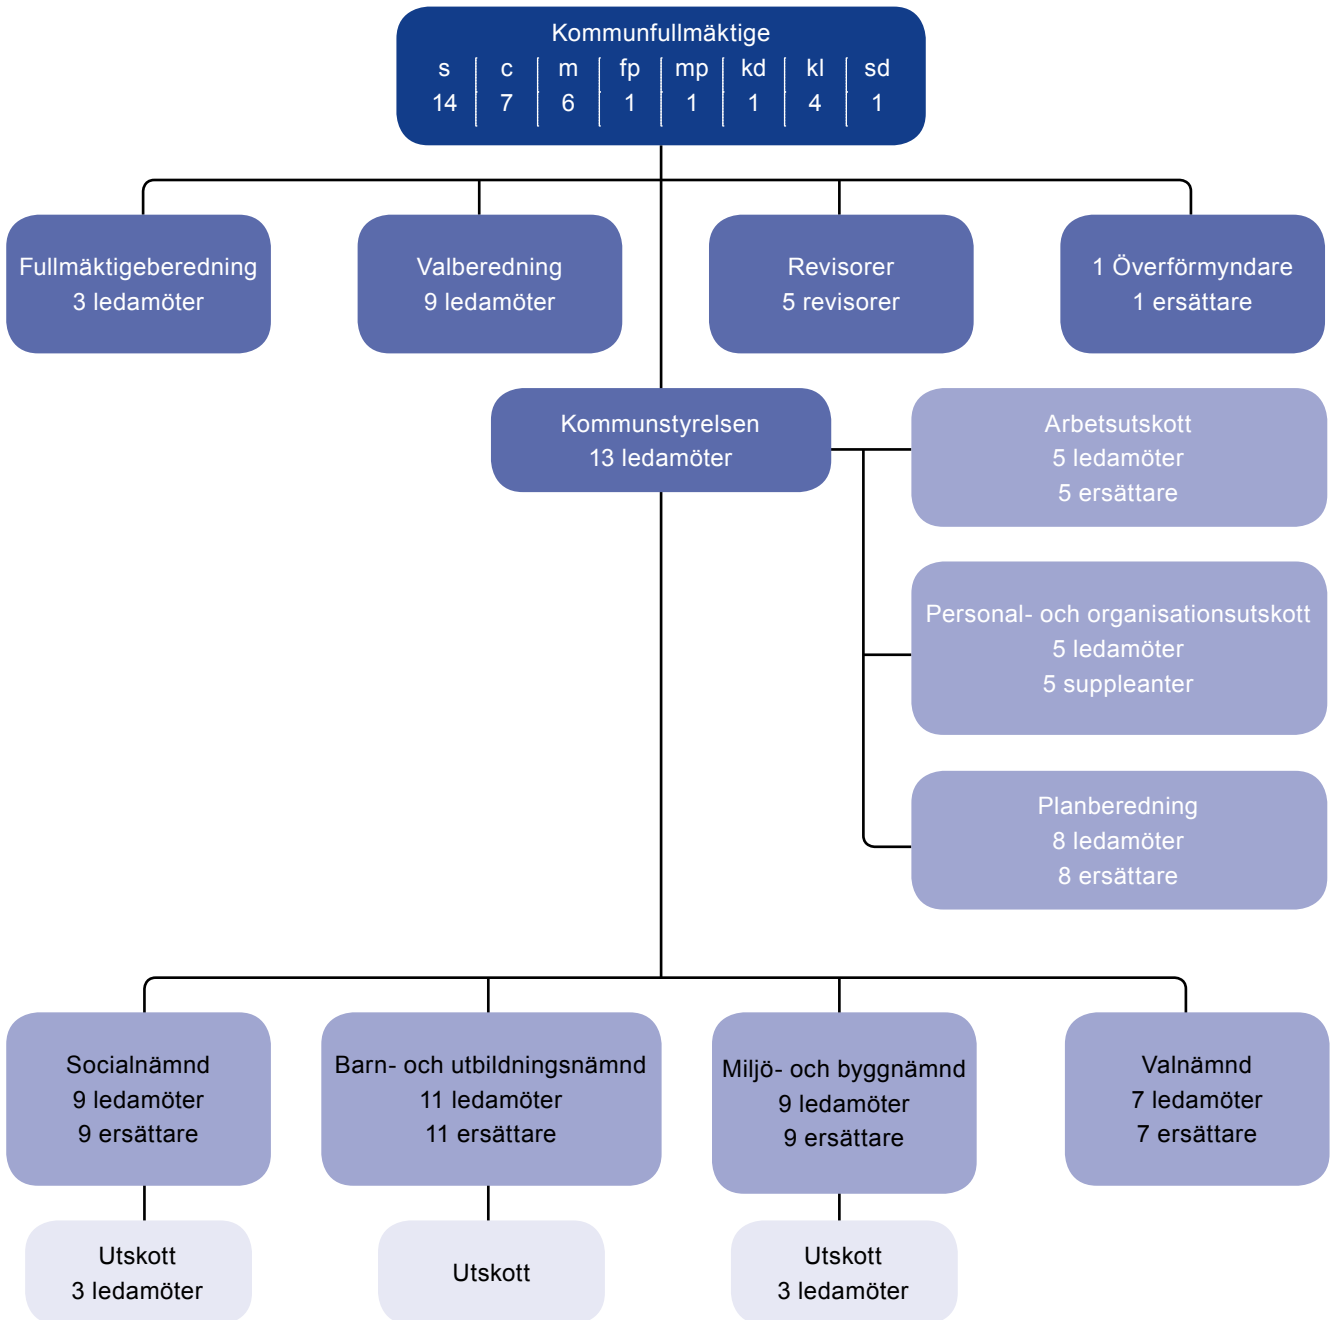 Kommunfullmäktige
s c m fp mp kd kl sd
14 7 6 1 1 1 4 1
Fullmäktigeberedning
3 ledamöter
Valberedning
9 ledamöter
Revisorer
5 revisorer
1 Överförmyndare
1 ersättare
Kommunstyrelsen
13 ledamöter
Arbetsutskott
5 ledamöter
5 ersättare
Personal- och organisationsutskott
5 ledamöter
5 suppleanter
Planberedning
8 ledamöter
8 ersättare
Socialnämnd
9 ledamöter
9 ersättare
Barn- och utbildningsnämnd
11 ledamöter
11 ersättare
Miljö- och byggnämnd
9 ledamöter
9 ersättare
Valnämnd
7 ledamöter
7 ersättare
Utskott
3 ledamöter
Utskott
Utskott
3 ledamöter